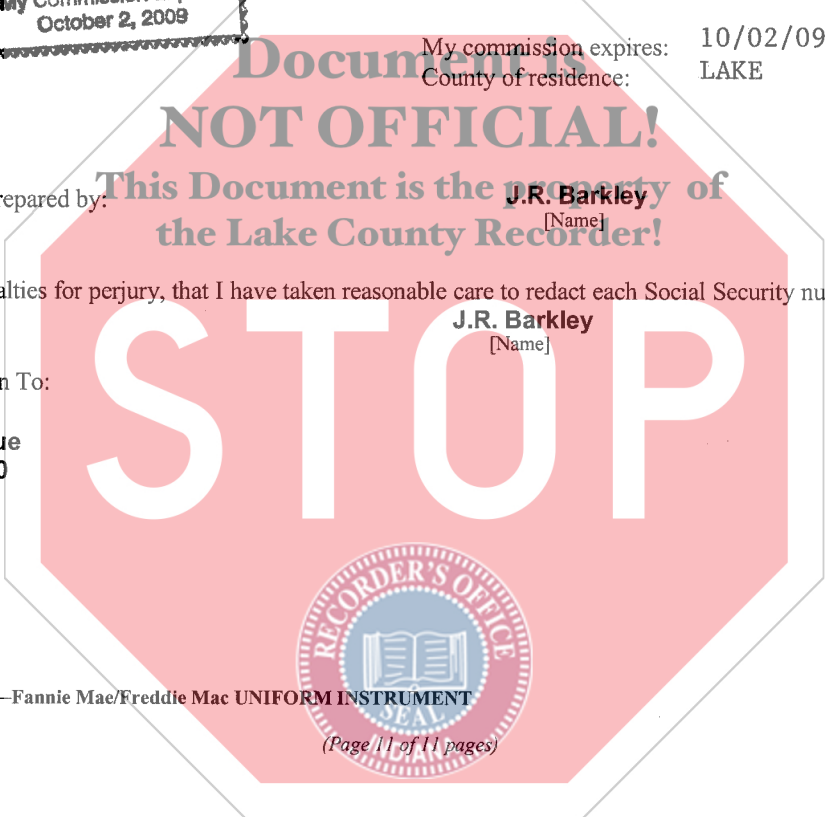 October 2, 2009
My commission expires: 10/02/09
County of residence: LAKE
Document is
NOT OFFICIAL!
This Document is the property of
the Lake County Recorder!
repared by: J.R. Barkley
[Name]
alties for perjury, that I have taken reasonable care to redact each Social Security nu
J.R. Barkley
[Name]
n To:
ue
0
STOP
RECORDER'S OFFICE
SEAL
INDIANA
—Fannie Mae/Freddie Mac UNIFORM INSTRUMENT
(Page 11 of 11 pages)